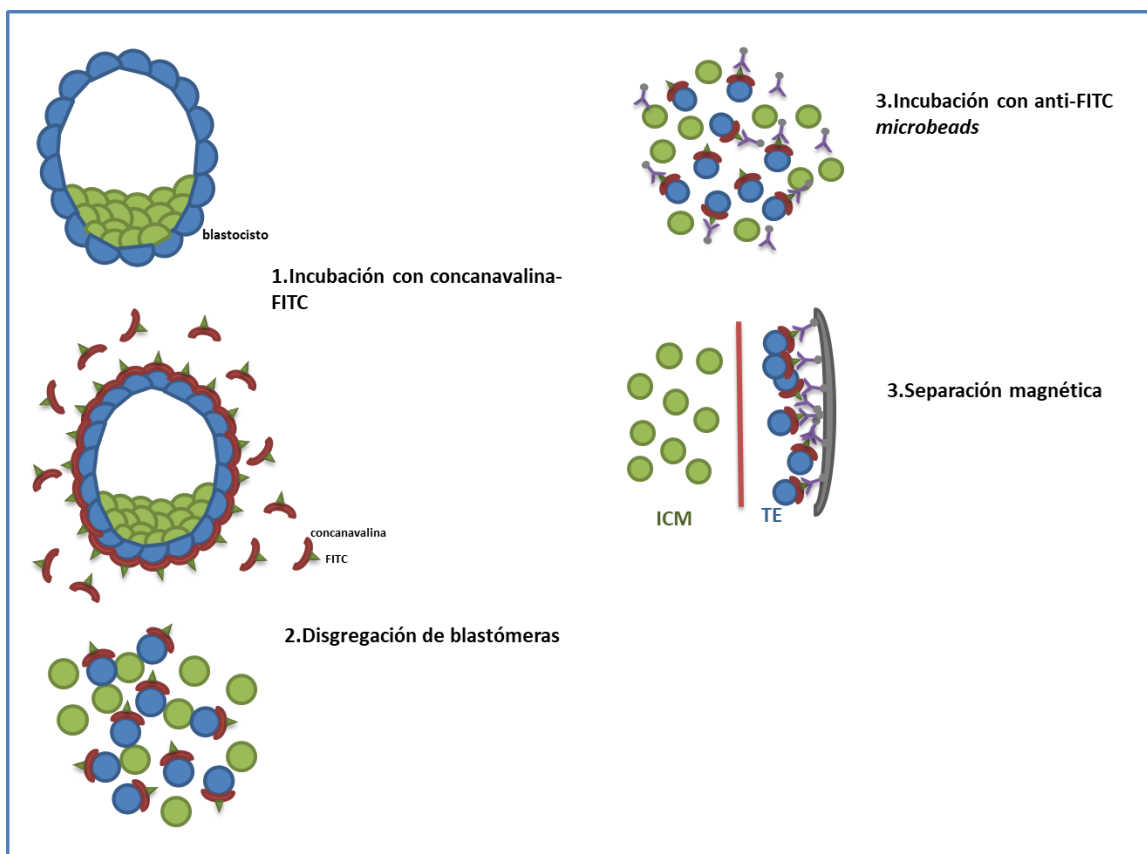 blastocisto
1.Incubación con concanavalina-
FITC
concanavalina
FITC
2.Disgregación de blastómeras
3.Incubación con anti-FITC
microbeads
3.Separación magnética
ICM
TE